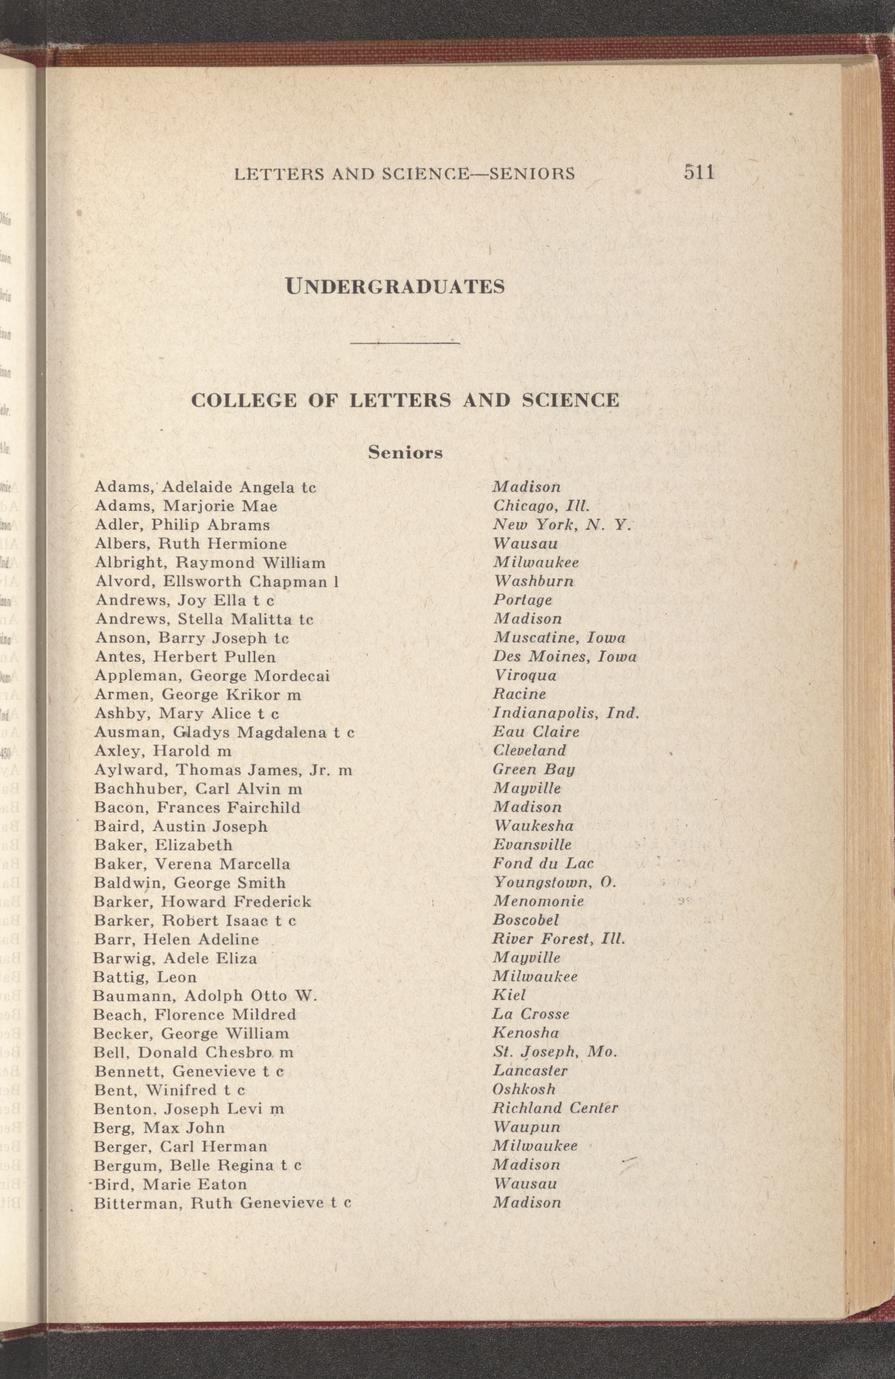 LETTERS AND SCIENCE—SENIORS 511
UNDERGRADUATES
COLLEGE OF LETTERS AND SCIENCE
Seniors
Adams, Adelaide Angela tc Madison
Adams, Marjorie Mae Chicago, Ill.
Adler, Philip Abrams New York, N. Y.
Albers, Ruth Hermione Wausau
Albright, Raymond William Milwaukee
Alvord, Ellsworth Chapman l Washburn
Andrews, Joy Ella t c Portage
Andrews, Stella Malitta tc Madison
Anson, Barry Joseph tc Muscatine, Iowa
Antes, Herbert Pullen Des Moines, Iowa
Appleman, George Mordecai Viroqua
Armen, George Krikor m Racine
Ashby, Mary Alice t c Indianapolis, Ind.
Ausman, Gladys Magdalena t c Eau Claire
Axley, Harold m Cleveland
Aylward, Thomas James, Jr. m Green Bay
Bachhuber, Carl Alvin m Mayville
Bacon, Frances Fairchild Madison
Baird, Austin Joseph Waukesha
Baker, Elizabeth Evansville
Baker, Verena Marcella Fond du Lac
Baldwin, George Smith Youngstown, O.
Barker, Howard Frederick Menomonie
Barker, Robert Isaac t c Boscobel
Barr, Helen Adeline River Forest, Ill.
Barwig, Adele Eliza Mayville
Battig, Leon Milwaukee
Baumann, Adolph Otto W. Kiel
Beach, Florence Mildred La Crosse
Becker, George William Kenosha
Bell, Donald Chesbro m St. Joseph, Mo.
Bennett, Genevieve t c Lancaster
Bent, Winifred t c Oshkosh
Benton, Joseph Levi m Richland Center
Berg, Max John Waupun
Berger, Carl Herman Milwaukee
Bergum, Belle Regina t c Madison
Bird, Marie Eaton Wausau
Bitterman, Ruth Genevieve t c Madison